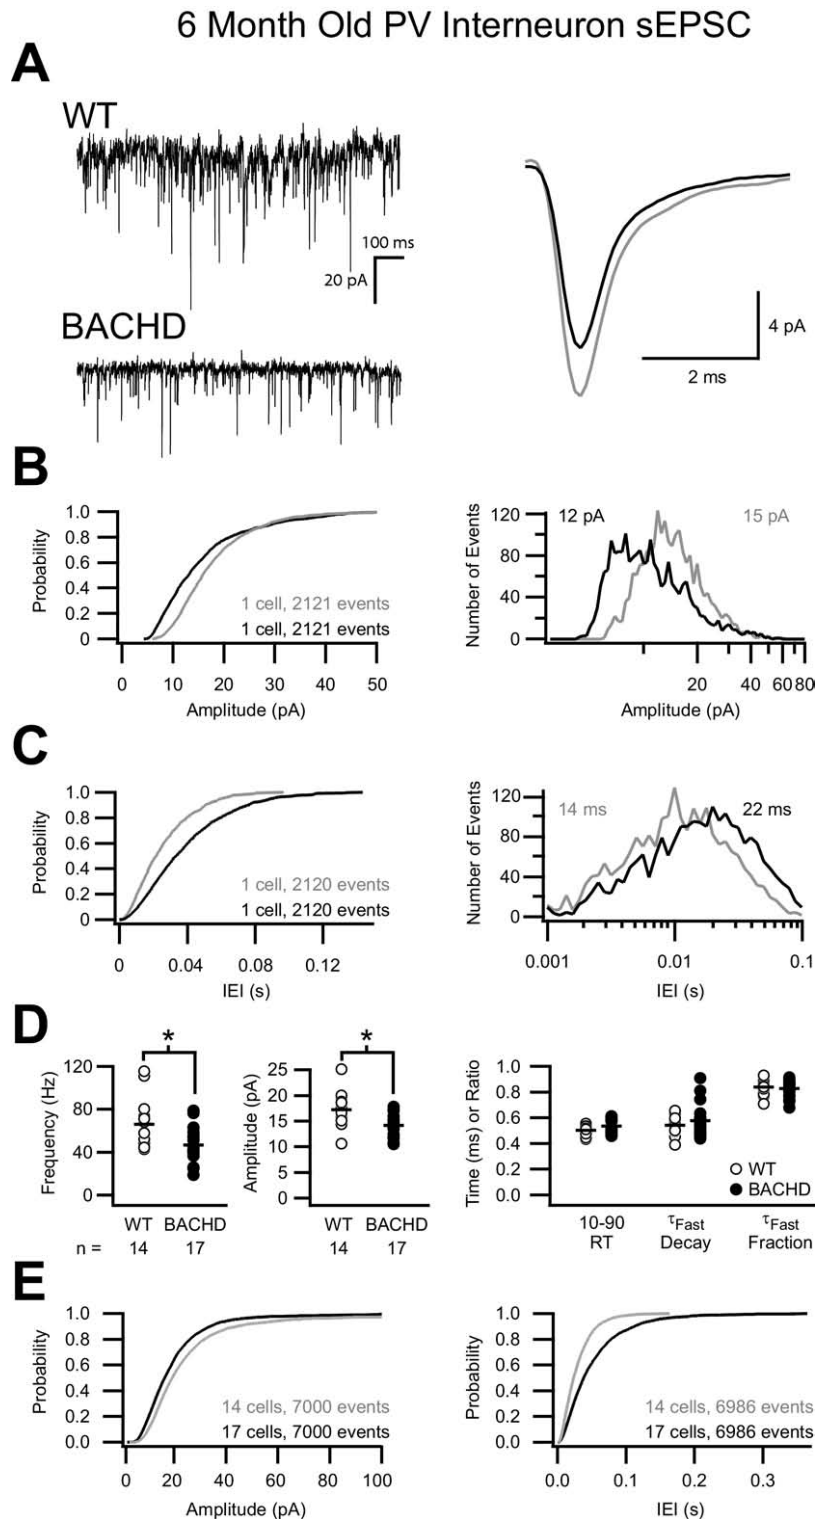 6 Month Old PV Interneuron sEPSC
A
WT
100 ms
20 pA
BACHD
4 pA
2 ms
B
Probability
1.0
0.8
0.6
0.4
0.2
0
1 cell, 2121 events
1 cell, 2121 events
0 10 20 30 40 50
Amplitude (pA)
Number of Events
120
80
40
0
12 pA
15 pA
20 40 60 80
Amplitude (pA)
C
Probability
1.0
0.8
0.6
0.4
0.2
0
1 cell, 2120 events
1 cell, 2120 events
0 0.04 0.08 0.12
IEI (s)
Number of Events
120
80
40
0
14 ms
22 ms
0.001 0.01 0.1
IEI (s)
D
Frequency (Hz)
120
80
40
0
*
WT BACHD
n = 14 17
Amplitude (pA)
25
20
15
10
5
0
*
WT BACHD
14 17
Time (ms) or Ratio
1.0
0.8
0.6
0.4
0.2
0.0
WT
BACHD
10-90 RT
τFast Decay
τFast Fraction
E
Probability
1.0
0.8
0.6
0.4
0.2
0.0
14 cells, 7000 events
17 cells, 7000 events
0 20 40 60 80 100
Amplitude (pA)
Probability
1.0
0.8
0.6
0.4
0.2
0.0
14 cells, 6986 events
17 cells, 6986 events
0.0 0.1 0.2 0.3
IEI (s)